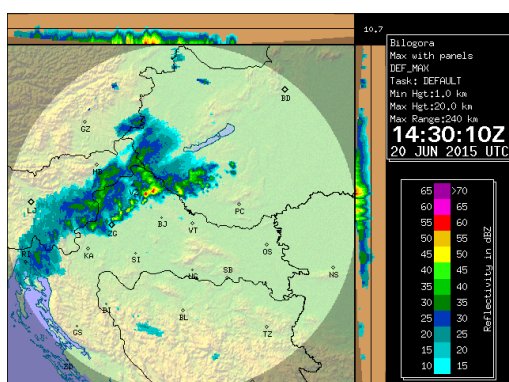 10.7
Bilogora
Max with panels
DEF_MAX
Task: DEFAULT
Min Hgt:1.0 km
Max Hgt:20.0 km
Max Range:240 km
14:30:10Z
20 JUN 2015 UTC
BD
GZ
MB
LJ
PC
BJ
VT
ZG
OS
KA
SI
RI
SB
NS
BI
BL
GS
TZ
ZD
65 >70
60 65
55 60
50 55
45 50
40 45
35 40
30 35
25 30
20 25
15 20
10 15
Reflectivity in dBZ